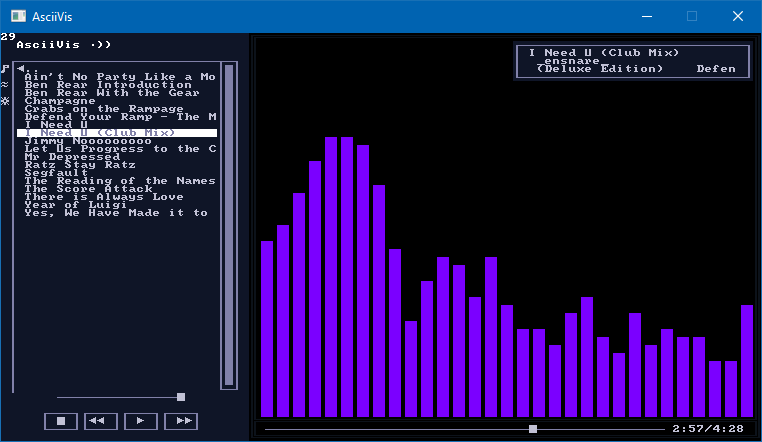 AsciiVis
29
AsciiVis ·))
..
Ain't No Party Like a Mo
Ben Rear Introduction
Ben Rear With the Gear
Champagne
Crabs on the Rampage
Defend Your Ramp - The M
I Need U
I Need U (Club Mix)
Jimmy Nooooooooo
Let Us Progress to the C
Mr Depressed
Ratz Stay Ratz
Segfault
The Reading of the Names
The Score Attack
There is Always Love
Year of Luigi
Yes, We Have Made it to
I Need U (Club Mix)
_ensnare_
(Deluxe Edition) Defen
2:57/4:28